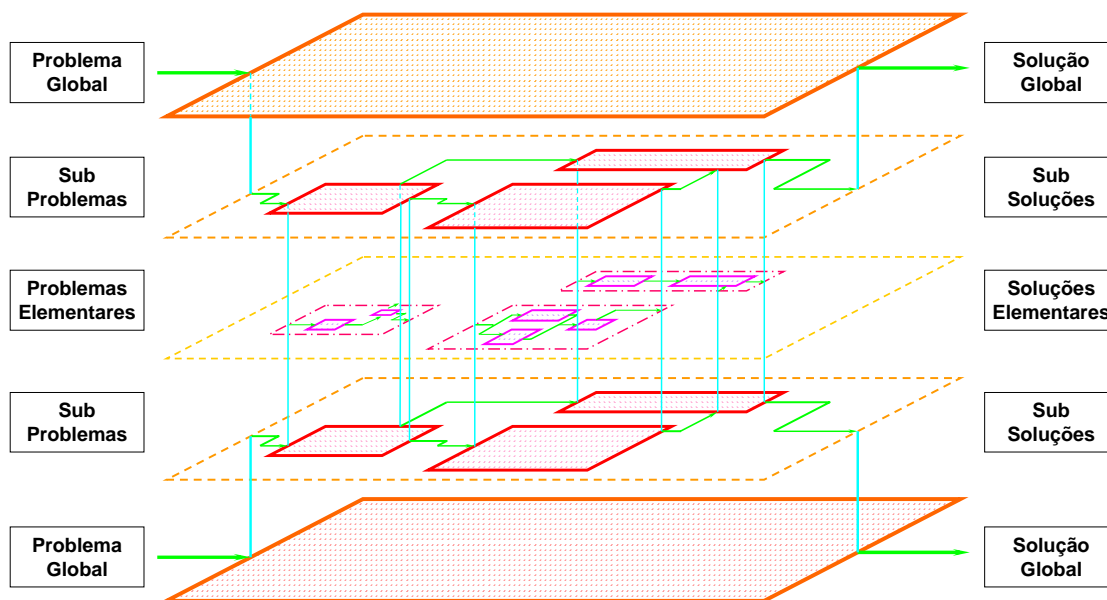 Problema
Global
Solução
Global
Sub
Problemas
Sub
Soluções
Problemas
Elementares
Soluções
Elementares
Sub
Problemas
Sub
Soluções
Problema
Global
Solução
Global